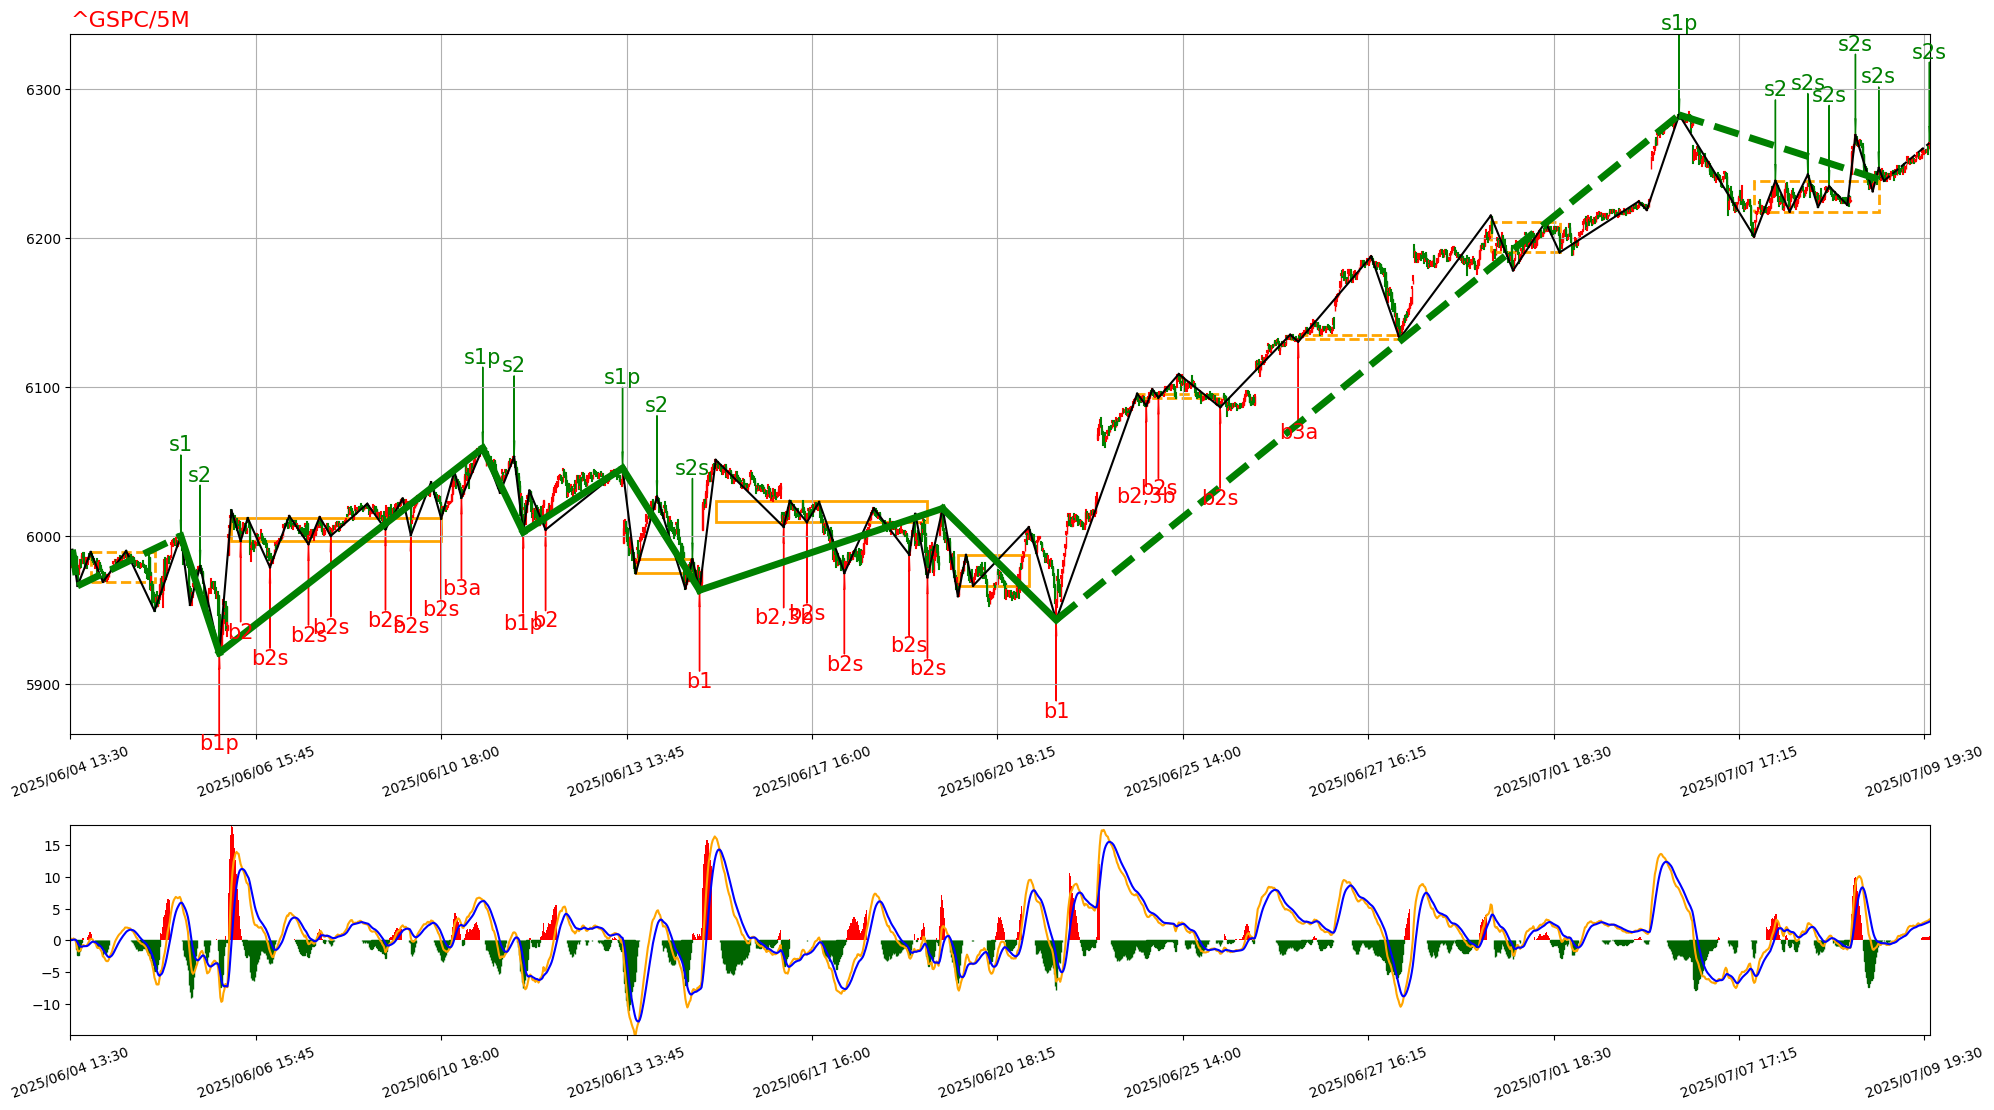 ^GSPC/5M
s1p
s2s
s2s
s2s
s2
s2s
s2s
6300
6200
s1p
s2
s1p
6100
s2
s1
s2s
s2
b3a
b2,3b
b2s
b2s
6000
b3a
b2s
b2,3b
b2s
b1p
b2
b2s
b2s
b2
b2s
b2s
b2s
b2s
b2s
b2s
b2s
5900
b1
b1
b1p
2025/06/04 13:30
2025/06/06 15:45
2025/06/10 18:00
2025/06/13 13:45
2025/06/17 16:00
2025/06/20 18:15
2025/06/25 14:00
2025/06/27 16:15
2025/07/01 18:30
2025/07/07 17:15
2025/07/09 19:30
15
10
5
0
−5
−10
2025/06/04 13:30
2025/06/06 15:45
2025/06/10 18:00
2025/06/13 13:45
2025/06/17 16:00
2025/06/20 18:15
2025/06/25 14:00
2025/06/27 16:15
2025/07/01 18:30
2025/07/07 17:15
2025/07/09 19:30